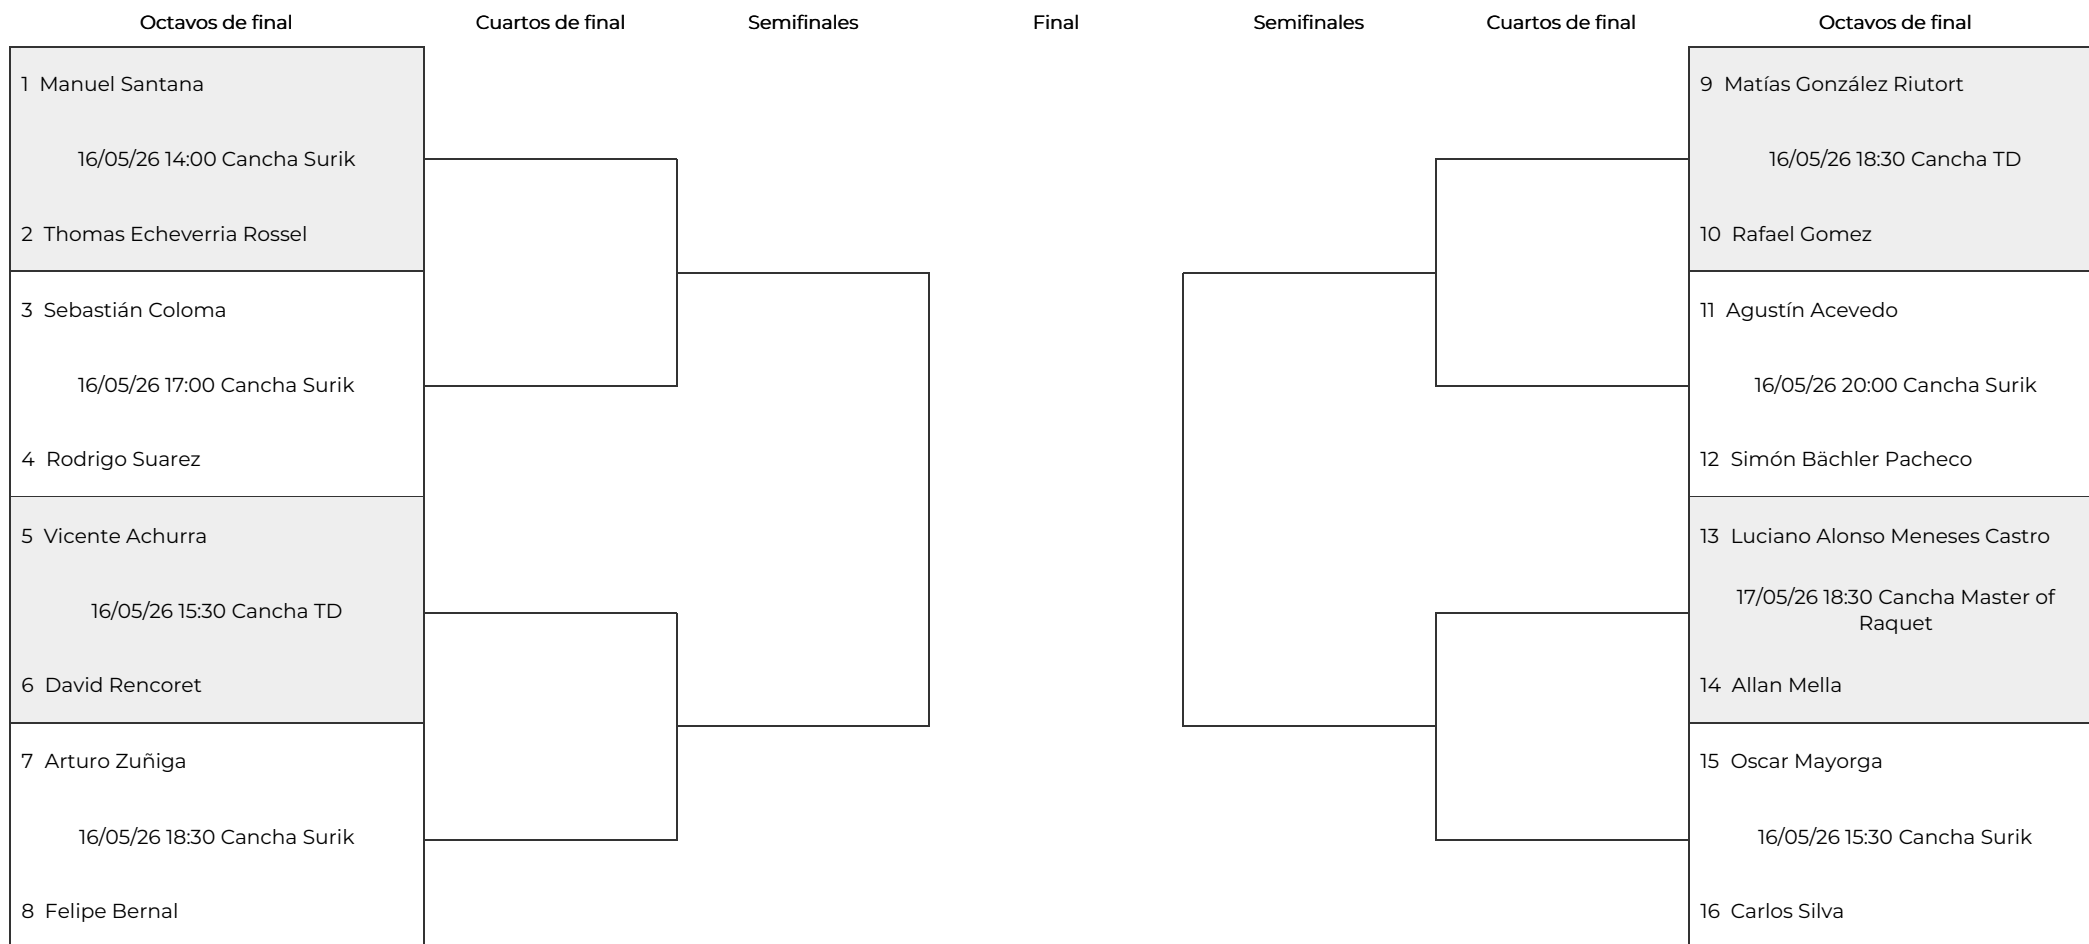 Octavos de final
Cuartos de final
Semifinales
Final
Semifinales
Cuartos de final
Octavos de final
1 Manuel Santana
16/05/26 14:00 Cancha Surik
2 Thomas Echeverria Rossel
3 Sebastián Coloma
16/05/26 17:00 Cancha Surik
4 Rodrigo Suarez
5 Vicente Achurra
16/05/26 15:30 Cancha TD
6 David Rencoret
7 Arturo Zuñiga
16/05/26 18:30 Cancha Surik
8 Felipe Bernal
9 Matías González Riutort
16/05/26 18:30 Cancha TD
10 Rafael Gomez
11 Agustín Acevedo
16/05/26 20:00 Cancha Surik
12 Simón Bächler Pacheco
13 Luciano Alonso Meneses Castro
17/05/26 18:30 Cancha Master of
Raquet
14 Allan Mella
15 Oscar Mayorga
16/05/26 15:30 Cancha Surik
16 Carlos Silva